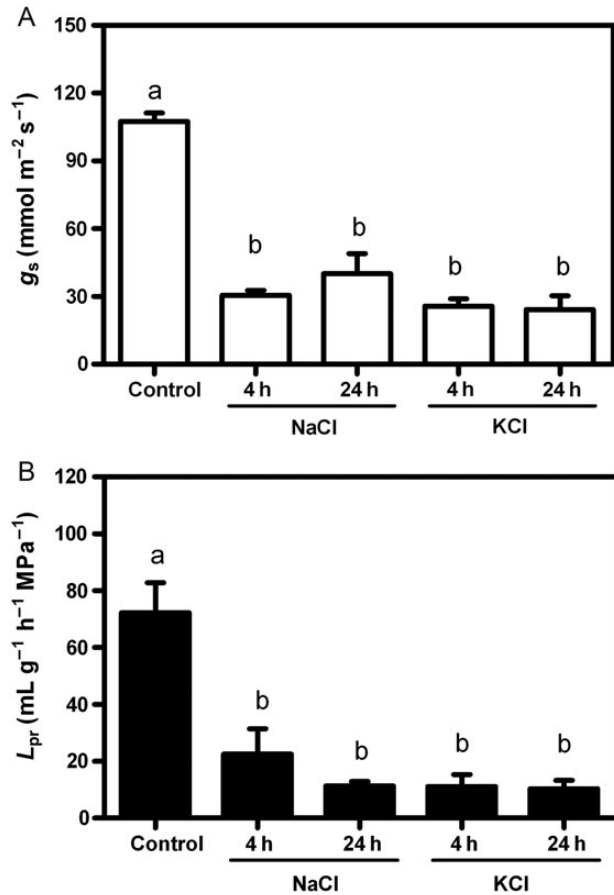 A
150
a
120
90
60
b
b
b
b
30
0
gs (mmol m−2 s−1)
Control
4 h
24 h
4 h
24 h
NaCl
KCl
B
120
100
a
80
60
40
b
b
b
b
20
0
Lpr (mL g−1 h−1 MPa−1)
Control
4 h
24 h
4 h
24 h
NaCl
KCl